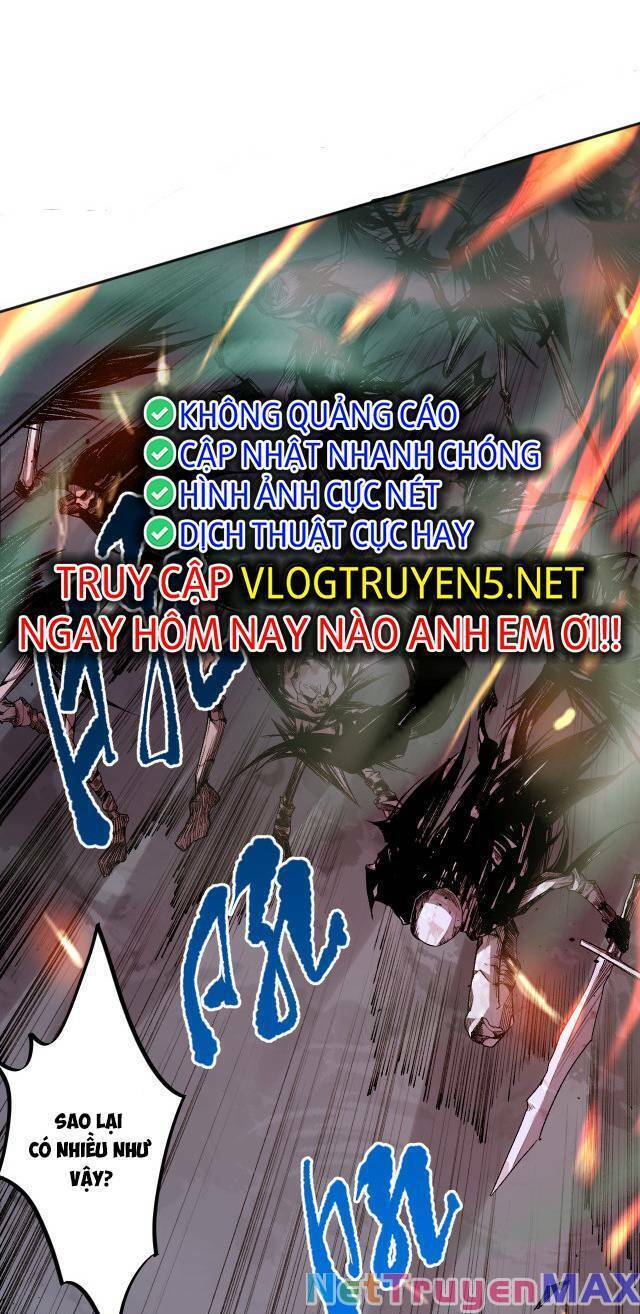 KHÔNG QUẢNG CÁO
CẬP NHẬT NHANH CHÓNG
HÌNH ẢNH CỰC NÉT
DỊCH THUẬT CỰC HAY
TRUY CẬP VLOGTRUYEN5.NET
NGAY HÔM NAY NÀO ANH EM ƠI!!
SAO LẠI
CÓ NHIỀU NHƯ
VẬY?
NETTRUYENMAX